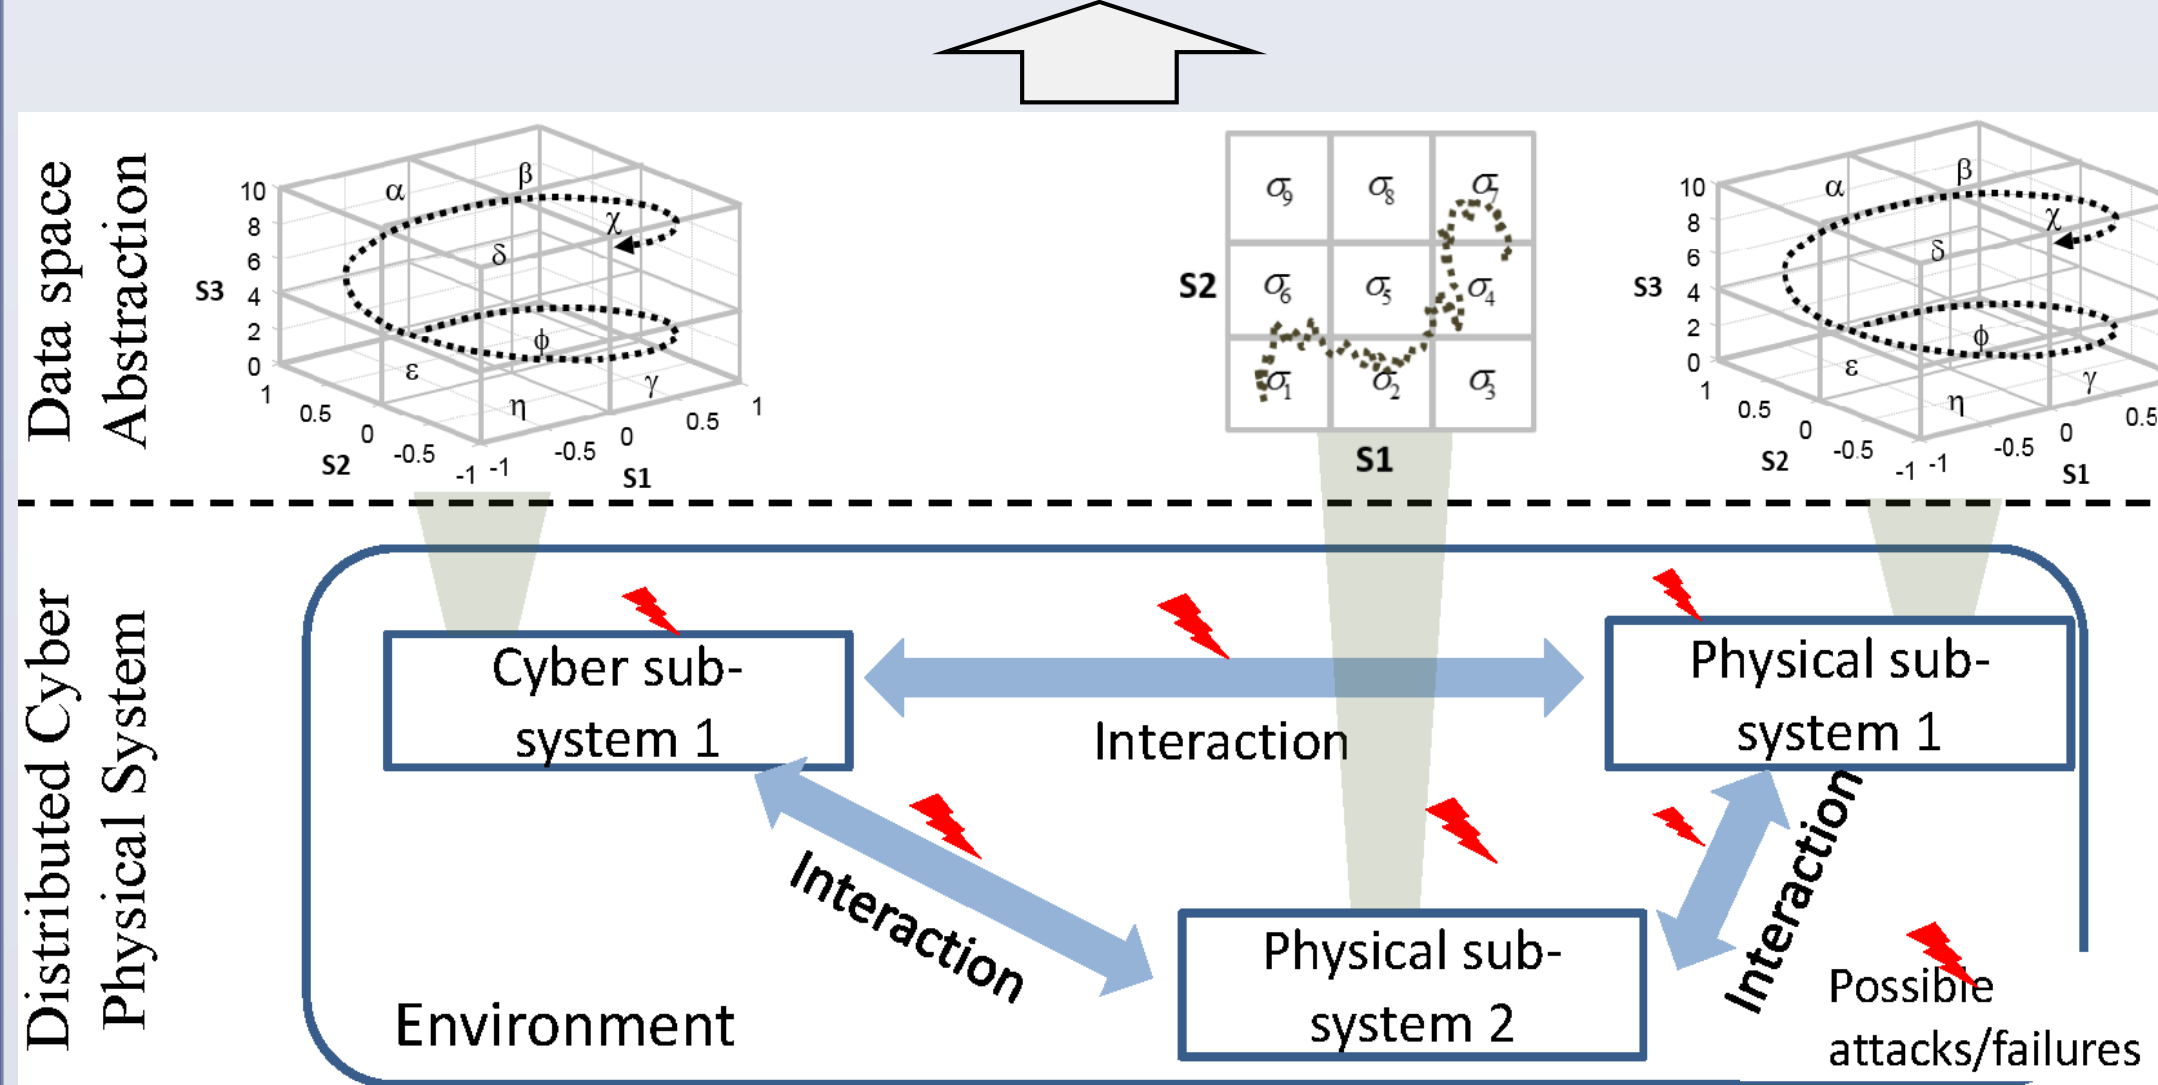 Data space
Abstraction
10
8
6
4
2
0
S3
1
0.5
0
-0.5
-1
S2
-1
-0.5
0
0.5
1
S1
α
β
χ
δ
ϕ
ε
γ
η
σ9
σ8
σ7
S2
σ6
σ5
σ4
σ1
σ2
σ3
S1
10
8
6
4
2
0
S3
1
0.5
0
-0.5
-1
S2
-1
-0.5
0
0.5
S1
α
β
χ
δ
ϕ
ε
γ
η
Distributed Cyber
Physical System
Cyber sub-
system 1
Interaction
Physical sub-
system 1
Interaction
Interaction
Physical sub-
system 2
Environment
Possible
attacks/failures